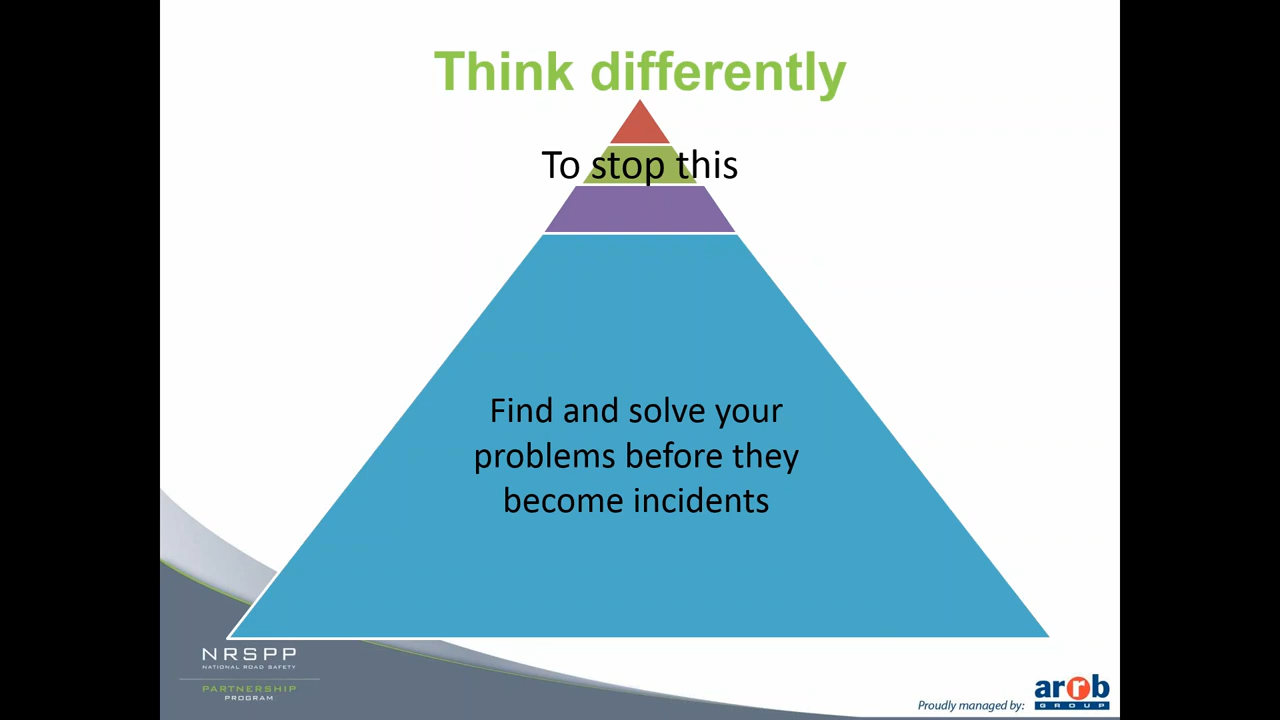 Think differently
To stop this
Find and solve your
problems before they
become incidents
NRSPP
NATIONAL ROAD SAFETY
PARTNERSHIP
PROGRAM
Proudly managed by:
arrb
GROUP